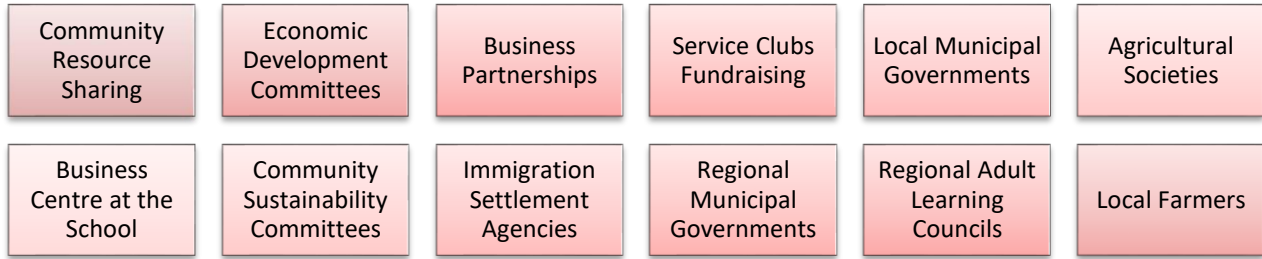 Community
Resource
Sharing
Economic
Development
Committees
Business
Partnerships
Service Clubs
Fundraising
Local Municipal
Governments
Agricultural
Societies
Business
Centre at the
School
Community
Sustainability
Committees
Immigration
Settlement
Agencies
Regional
Municipal
Governments
Regional Adult
Learning
Councils
Local Farmers